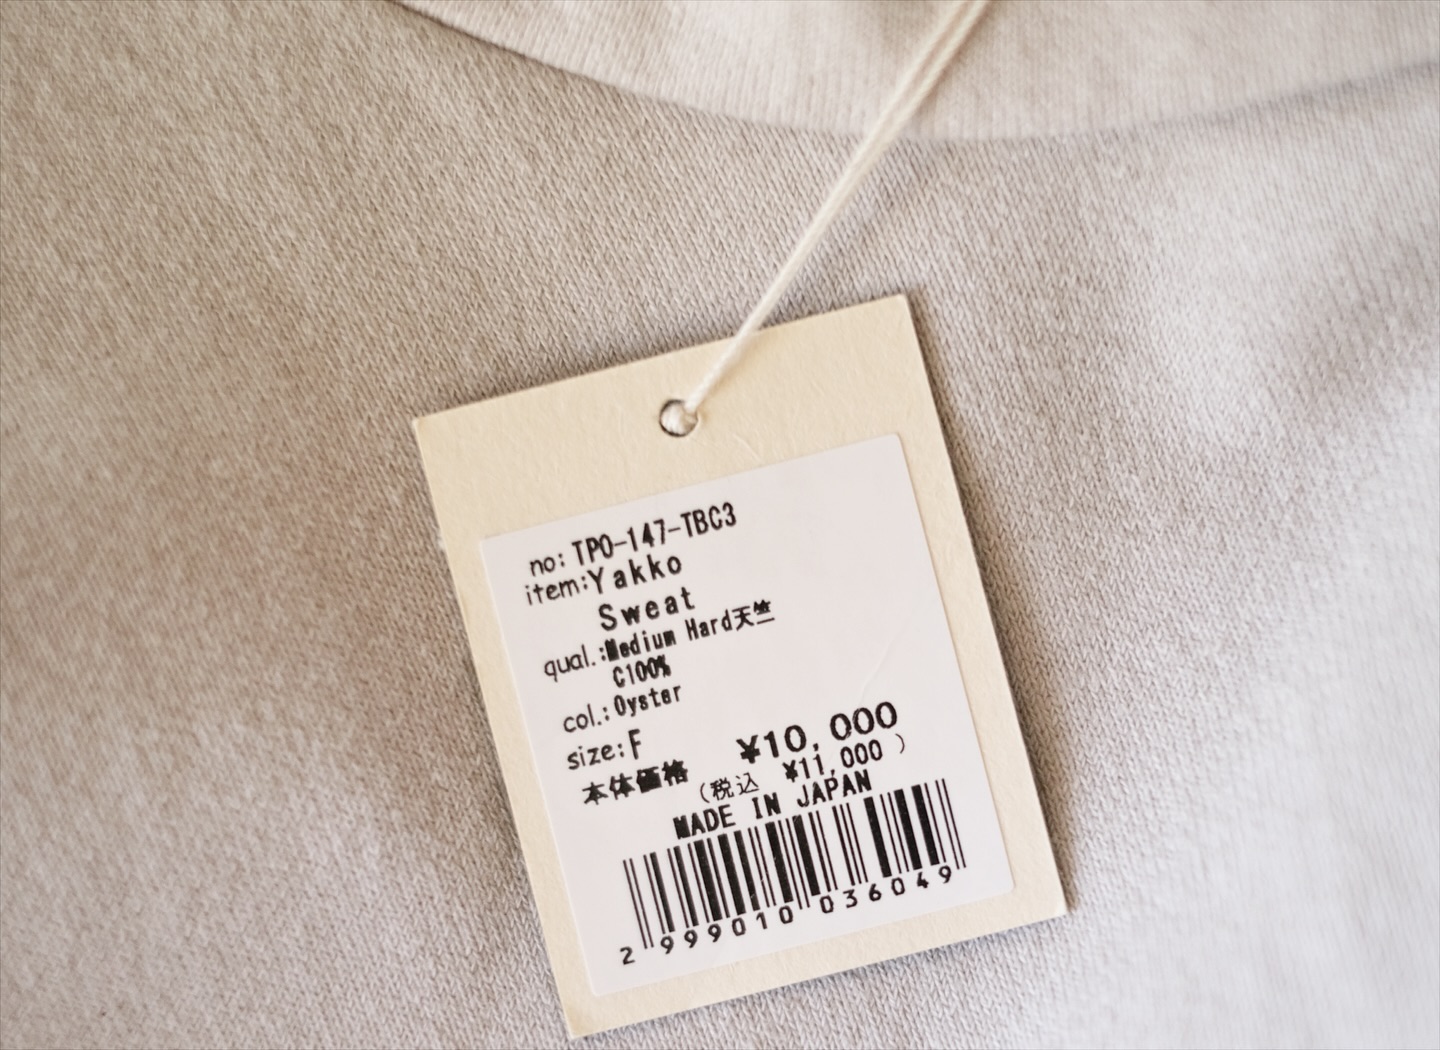 no: TPO-147-TBC3
item: Yakko
Sweat
qual.: Medium Hard天竺
C100%
col.: Oyster
size: F
本体価格 ¥10,000
(税込 ¥11,000 )
MADE IN JAPAN
2 999010 036049